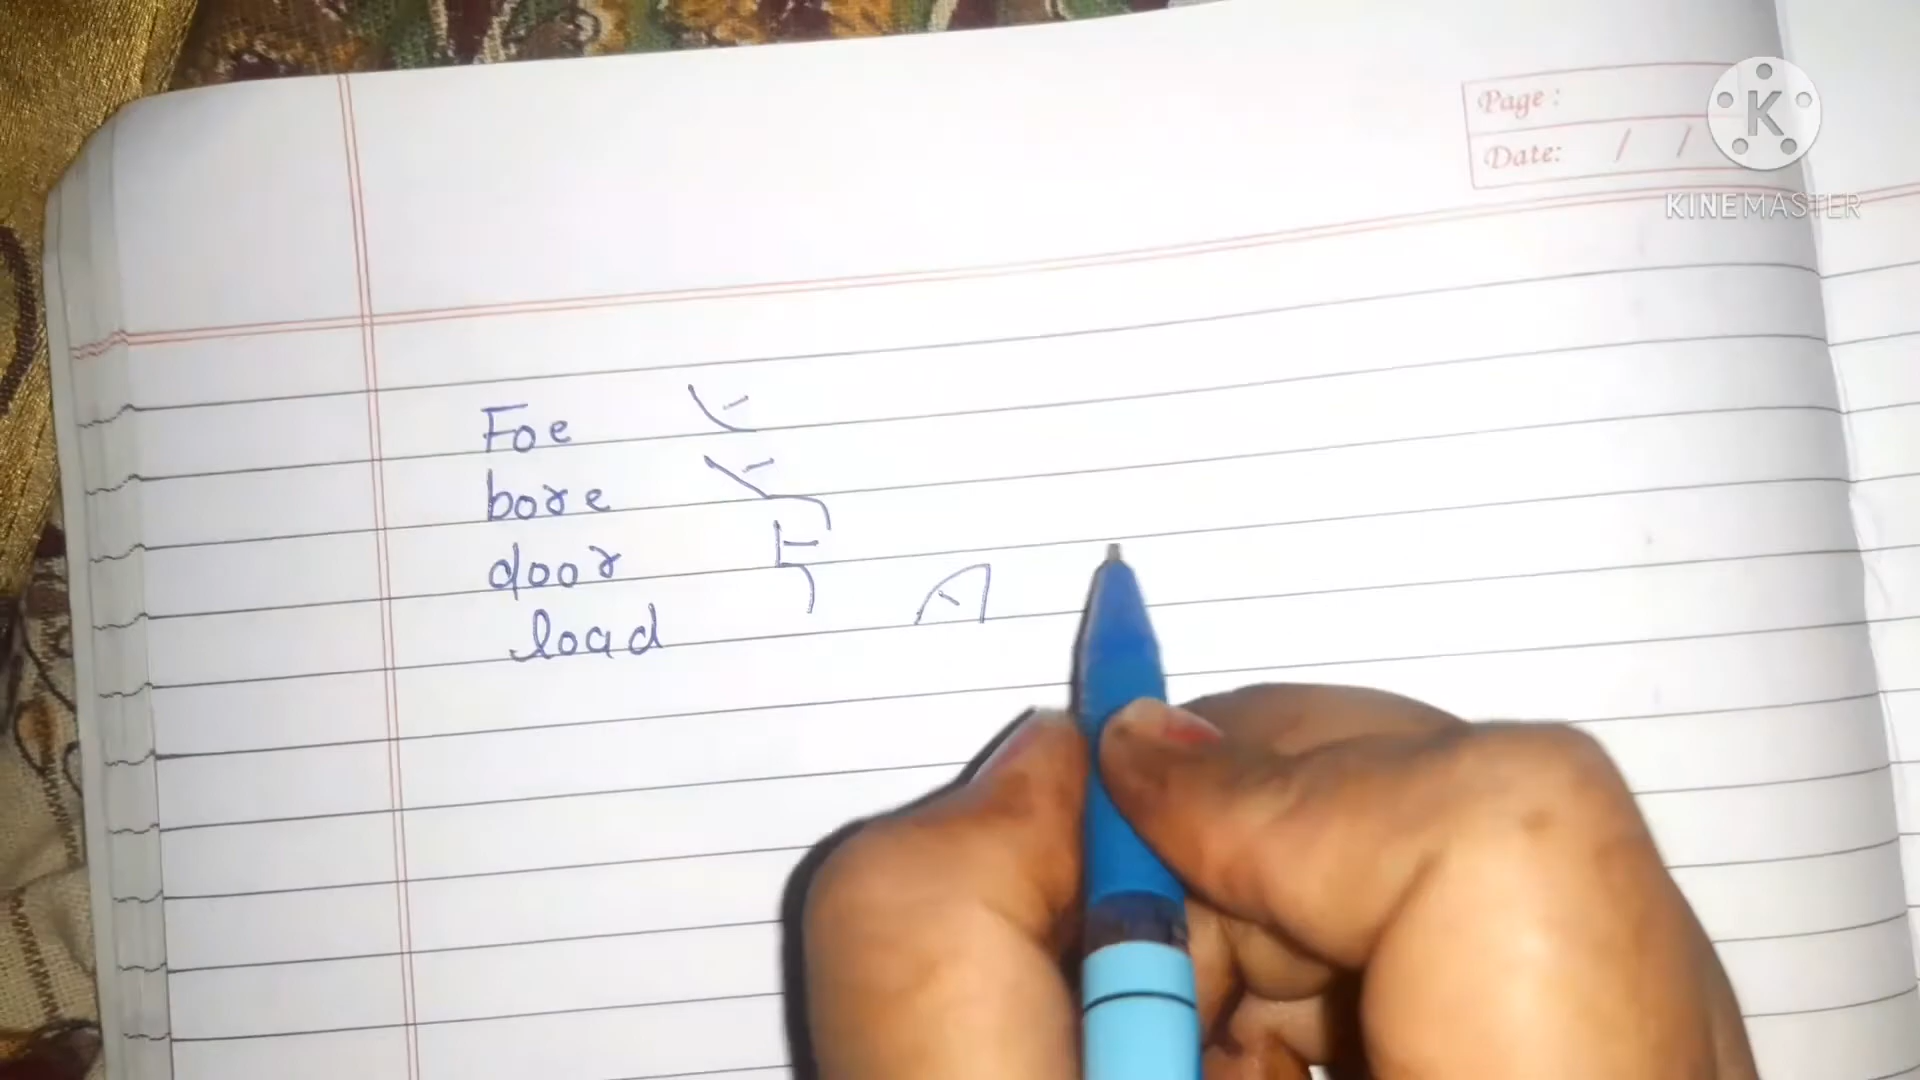 Page :
Date: / /
K
KINEMASTER
Foe
bore
door
load